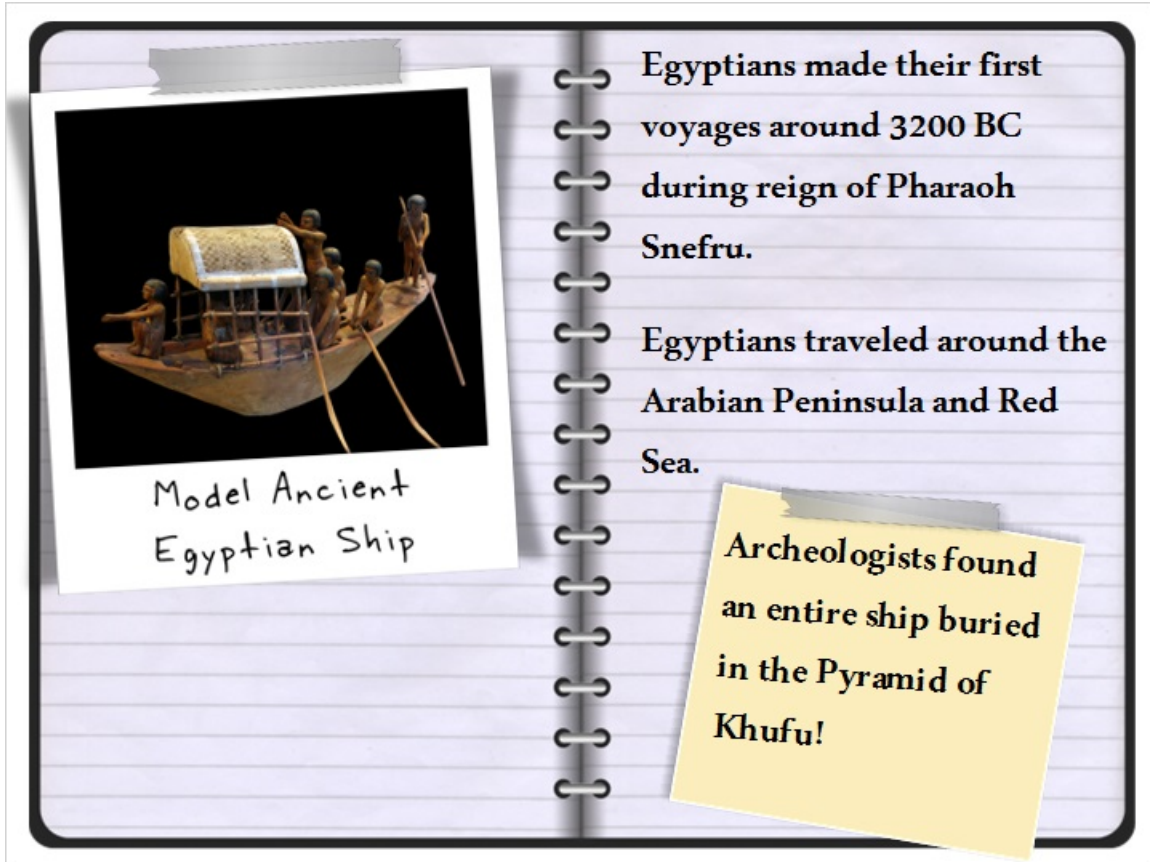 Model Ancient
Egyptian Ship
Egyptians made their first
voyages around 3200 BC
during reign of Pharaoh
Snefru.
Egyptians traveled around the
Arabian Peninsula and Red
Sea.
Archeologists found
an entire ship buried
in the Pyramid of
Khufu!